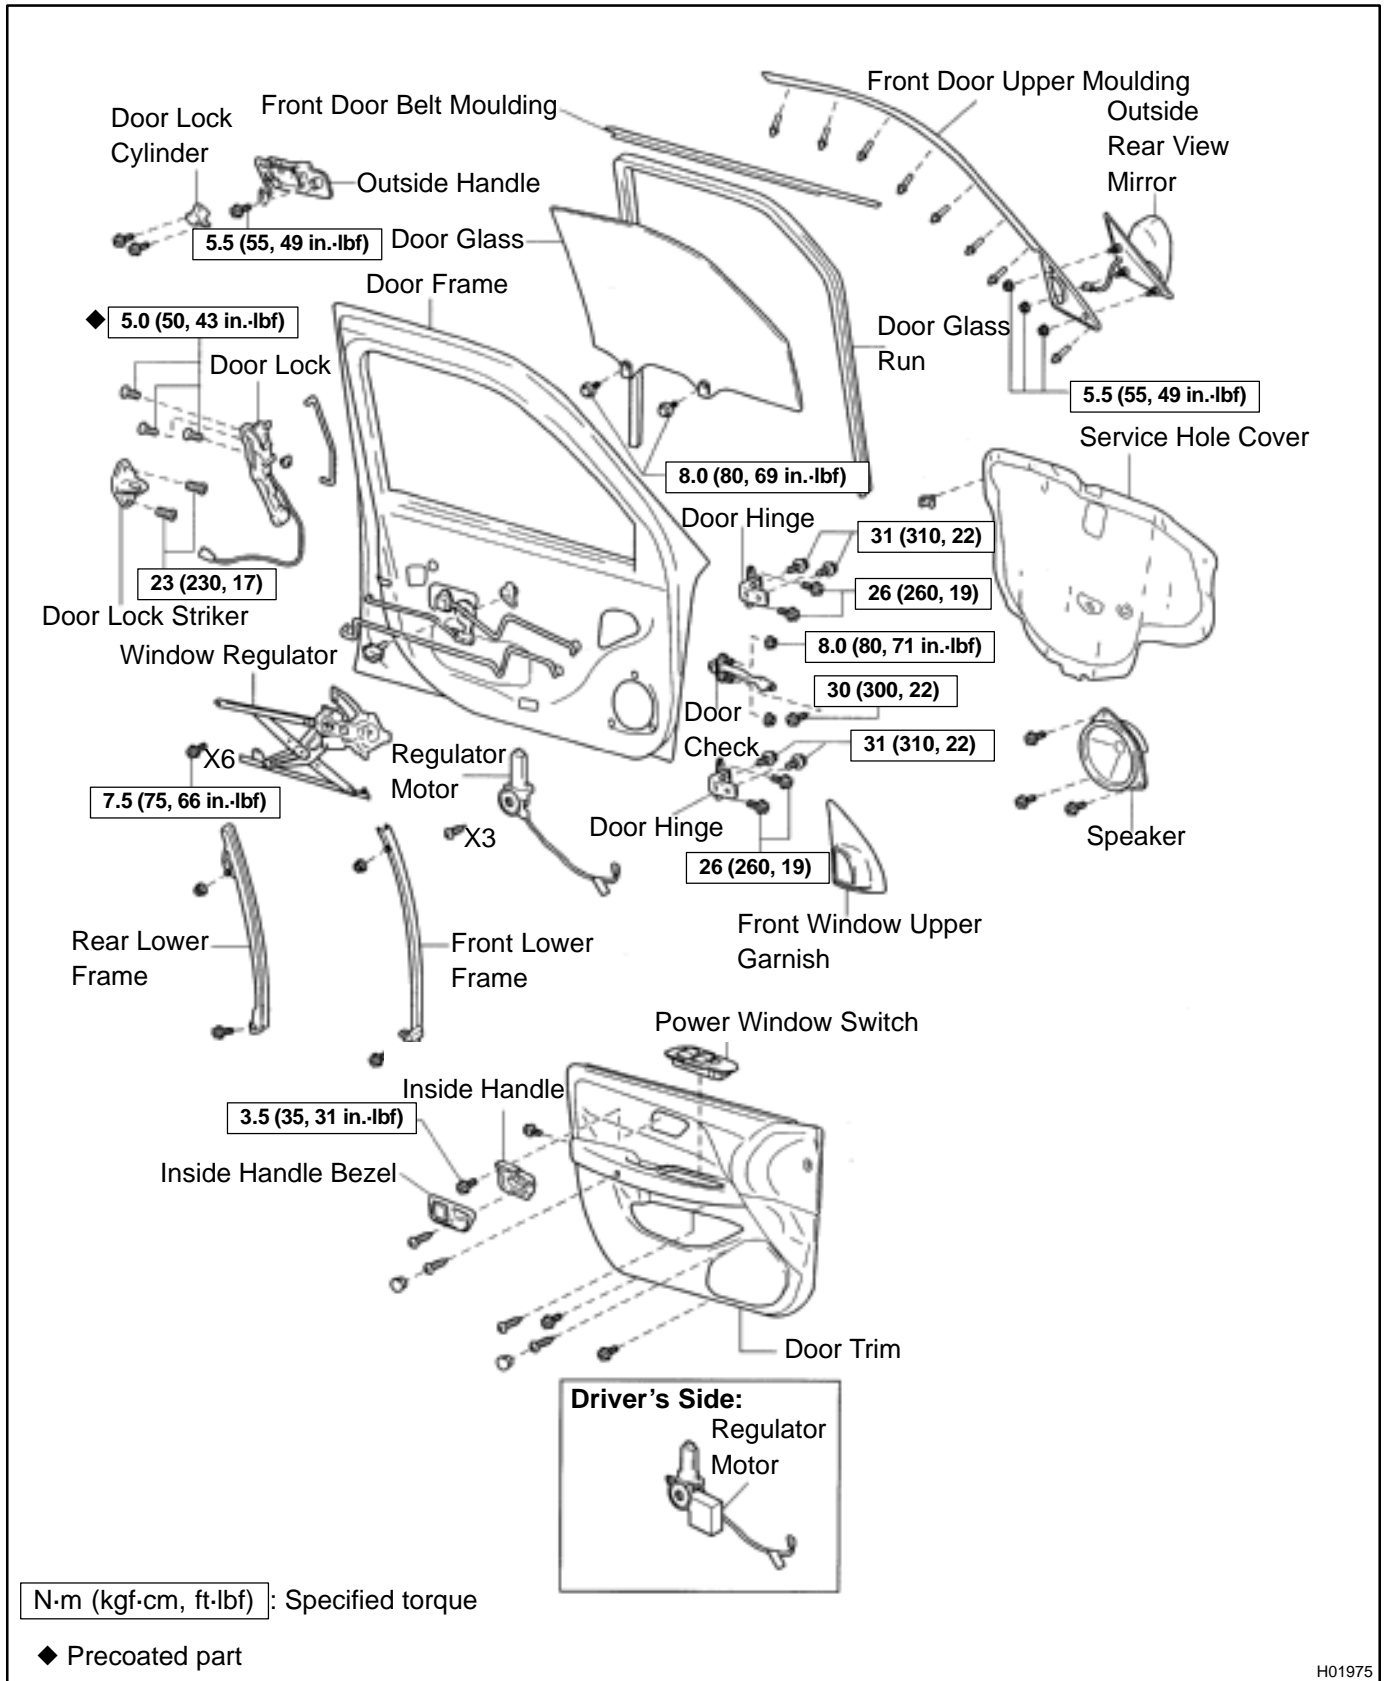 Front Door Upper Moulding
Front Door Belt Moulding
Outside
Rear View
Mirror
Door Lock
Cylinder
Outside Handle
5.5 (55, 49 in.·lbf)
Door Glass
Door Frame
◆ 5.0 (50, 43 in.·lbf)
Door Glass
Run
Door Lock
5.5 (55, 49 in.·lbf)
Service Hole Cover
8.0 (80, 69 in.·lbf)
Door Hinge
31 (310, 22)
23 (230, 17)
26 (260, 19)
Door Lock Striker
8.0 (80, 71 in.·lbf)
Window Regulator
30 (300, 22)
Door
Check
31 (310, 22)
X6
Regulator
Motor
7.5 (75, 66 in.·lbf)
X3
Door Hinge
Speaker
26 (260, 19)
Front Window Upper
Garnish
Rear Lower
Frame
Front Lower
Frame
Power Window Switch
Inside Handle
3.5 (35, 31 in.·lbf)
Inside Handle Bezel
Door Trim
Driver's Side:
Regulator
Motor
N·m (kgf·cm, ft·lbf) : Specified torque
◆ Precoated part
H01975